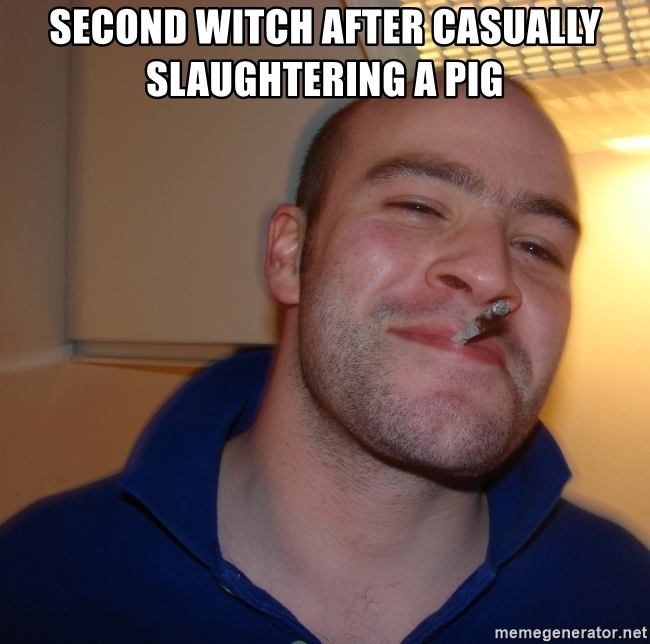 SECOND WITCH AFTER CASUALLY
SLAUGHTERING A PIG
memegenerator.net